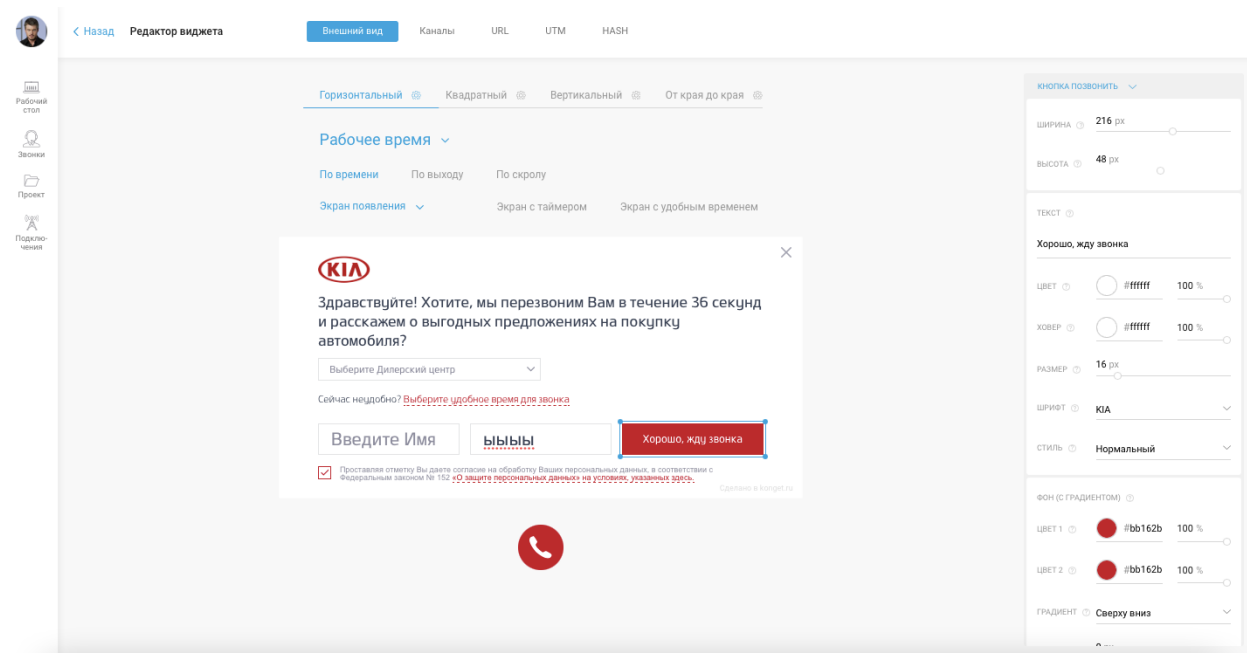 Назад Редактор виджета Внешний вид Каналы URL UTM HASH
Рабочий
стол
Звонки
Проект
Подклю-
чения
Горизонтальный Квадратный Вертикальный От края до края
Рабочее время
По времени По выходу По скролу
Экран появления Экран с таймером Экран с удобным временем
KIA
Здравствуйте! Хотите, мы перезвоним Вам в течение 36 секунд
и расскажем о выгодных предложениях на покупку
автомобиля?
Выберите Дилерский центр
Сейчас неудобно? Выберите удобное время для звонка
Введите Имя ыыыы Хорошо, жду звонка
Проставляя отметку Вы даете согласие на обработку Ваших персональных данных, в соответствии с
Федеральным законом № 152 «О защите персональных данных» на условиях, указанных здесь.
Сделано в konget.ru
КНОПКА ПОЗВОНИТЬ
ШИРИНА ? 216 px
ВЫСОТА ? 48 px
ТЕКСТ ?
Хорошо, жду звонка
ЦВЕТ ? #ffffff 100 %
ХОВЕР ? #ffffff 100 %
РАЗМЕР ? 16 px
ШРИФТ ? KIA
СТИЛЬ ? Нормальный
ФОН (С ГРАДИЕНТОМ) ?
ЦВЕТ 1 ? #bb162b 100 %
ЦВЕТ 2 ? #bb162b 100 %
ГРАДИЕНТ ? Сверху вниз